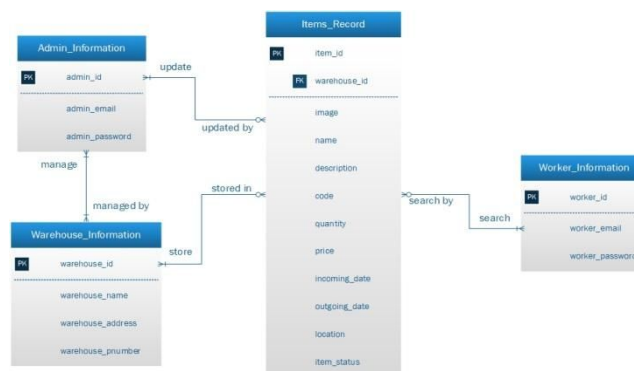 Items_Record
PK item_id
FK warehouse_id
image
name
description
code
quantity
price
incoming_date
outgoing_date
location
item_status
Admin_Information
PK admin_id
admin_email
admin_password
update
updated by
manage
managed by
stored in
store
Warehouse_Information
PK warehouse_id
warehouse_name
warehouse_address
warehouse_pnumber
search by
search
Worker_Information
PK worker_id
worker_email
worker_password